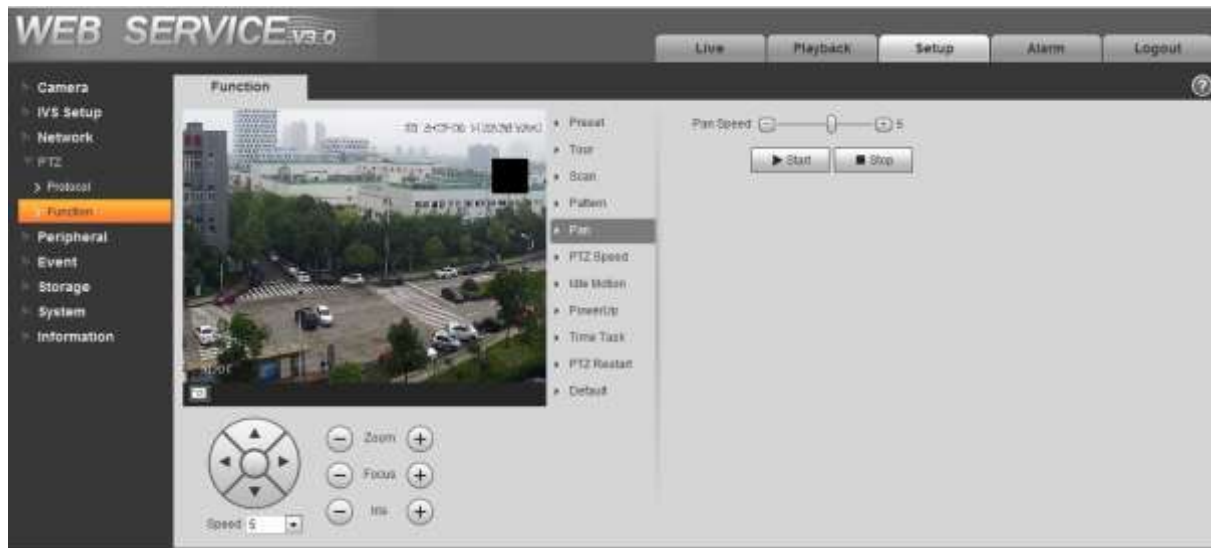 WEB SERVICE V3.0
Live
Playback
Setup
Alarm
Logout
Camera
IVS Setup
Network
PTZ
Protocol
Function
Peripheral
Event
Storage
System
Information
Function
Preset
Tour
Scan
Pattern
Pan
PTZ Speed
Idle Motion
PowerUp
Time Task
PTZ Restart
Default
Pan Speed 5
Start
Stop
Zoom
Focus
Iris
Speed 5